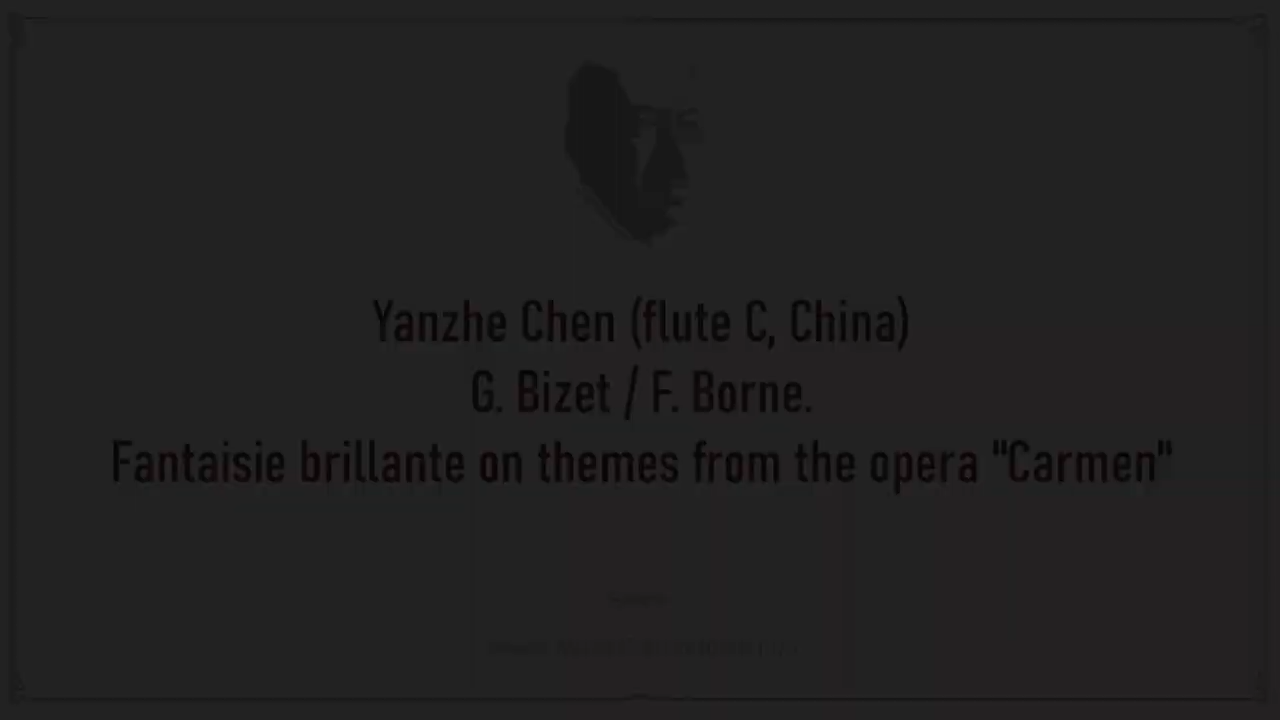 Yanzhe Chen (flute C, China)
G. Bizet / F. Borne.
Fantaisie brillante on themes from the opera "Carmen"